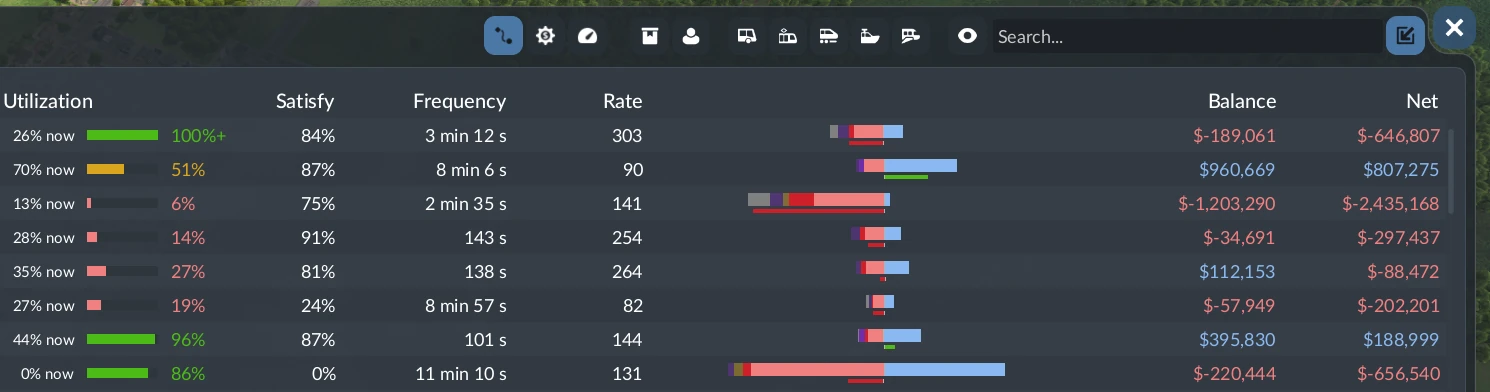 Search...
Utilization Satisfy Frequency Rate Balance Net
26% now 100%+ 84% 3 min 12 s 303 $-189,061 $-646,807
70% now 51% 87% 8 min 6 s 90 $960,669 $807,275
13% now 6% 75% 2 min 35 s 141 $-1,203,290 $-2,435,168
28% now 14% 91% 143 s 254 $-34,691 $-297,437
35% now 27% 81% 138 s 264 $112,153 $-88,472
27% now 19% 24% 8 min 57 s 82 $-57,949 $-202,201
44% now 96% 87% 101 s 144 $395,830 $188,999
0% now 86% 0% 11 min 10 s 131 $-220,444 $-656,540